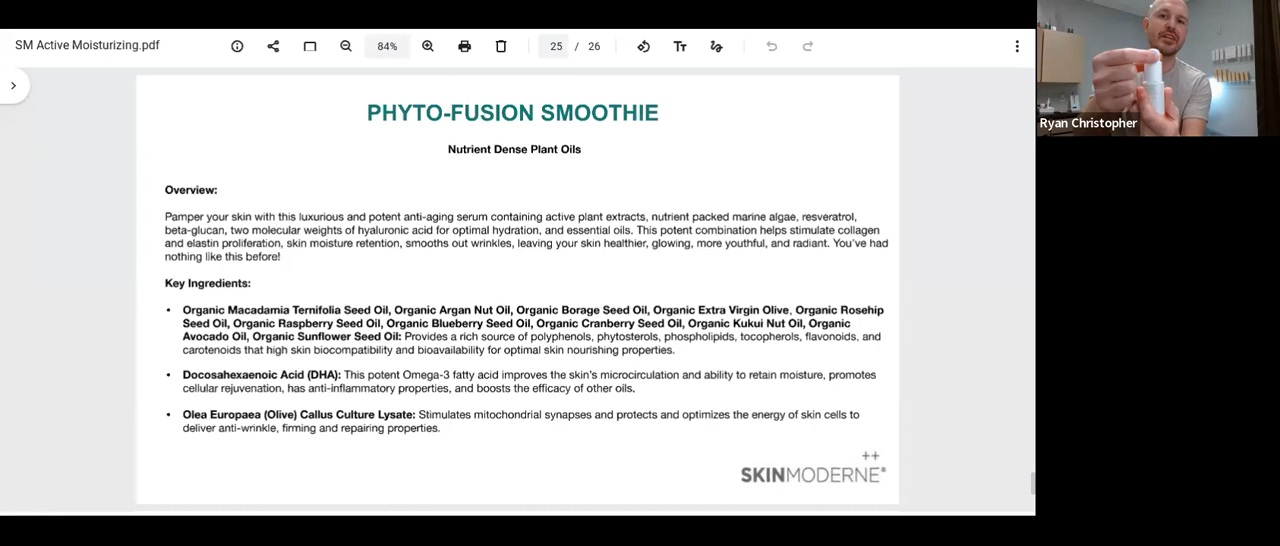 SM Active Moisturizing.pdf
84%
25 / 26
PHYTO-FUSION SMOOTHIE
Nutrient Dense Plant Oils
Overview:
Pamper your skin with this luxurious and potent anti-aging serum containing active plant extracts, nutrient packed marine algae, resveratrol,
beta-glucan, two molecular weights of hyaluronic acid for optimal hydration, and essential oils. This potent combination helps stimulate collagen
and elastin proliferation, skin moisture retention, smooths out wrinkles, leaving your skin healthier, glowing, more youthful, and radiant. You've had
nothing like this before!
Key Ingredients:
• Organic Macadamia Ternifolia Seed Oil, Organic Argan Nut Oil, Organic Borage Seed Oil, Organic Extra Virgin Olive, Organic Rosehip
Seed Oil, Organic Raspberry Seed Oil, Organic Blueberry Seed Oil, Organic Cranberry Seed Oil, Organic Kukui Nut Oil, Organic
Avocado Oil, Organic Sunflower Seed Oil: Provides a rich source of polyphenols, phytosterols, phospholipids, tocopherols, flavonoids, and
carotenoids that high skin biocompatibility and bioavailability for optimal skin nourishing properties.
• Docosahexaenoic Acid (DHA): This potent Omega-3 fatty acid improves the skin's microcirculation and ability to retain moisture, promotes
cellular rejuvenation, has anti-inflammatory properties, and boosts the efficacy of other oils.
• Olea Europaea (Olive) Callus Culture Lysate: Stimulates mitochondrial synapses and protects and optimizes the energy of skin cells to
deliver anti-wrinkle, firming and repairing properties.
++
SKINMODERNE®
Ryan Christopher